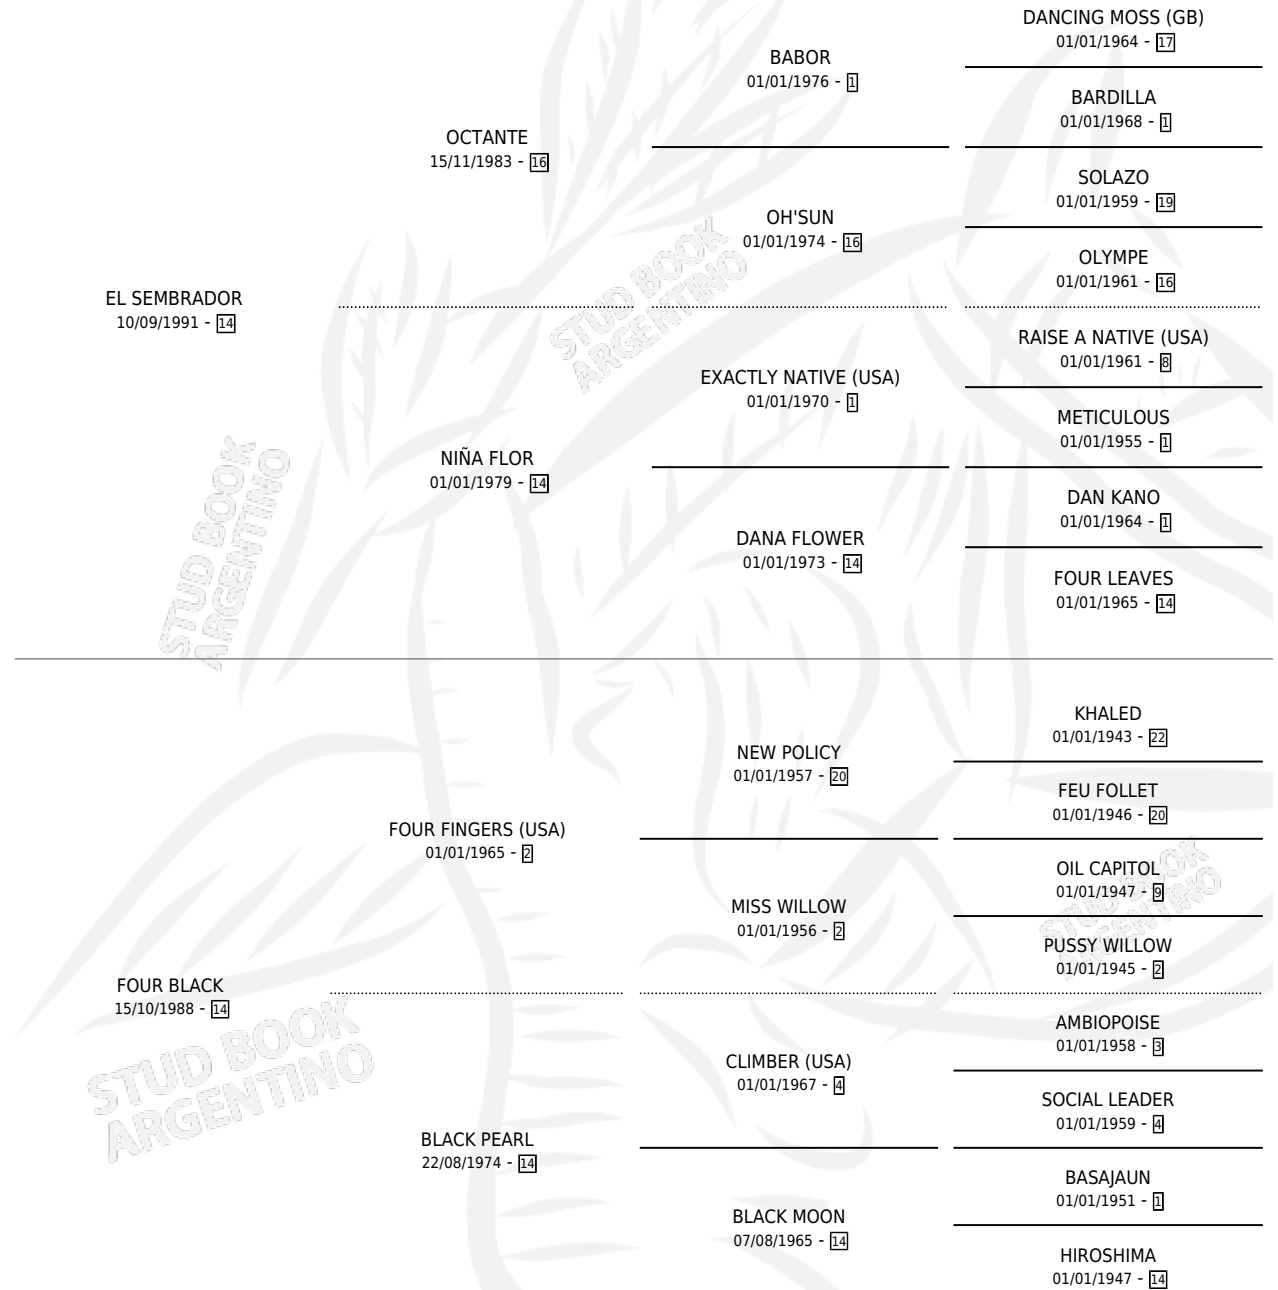 DANCING MOSS (GB)
01/01/1964 - 17
BABOR
01/01/1976 - 1
BARDILLA
01/01/1968 - 1
OCTANTE
15/11/1983 - 16
SOLAZO
01/01/1959 - 19
OH'SUN
01/01/1974 - 16
OLYMPE
01/01/1961 - 16
EL SEMBRADOR
10/09/1991 - 14
RAISE A NATIVE (USA)
01/01/1961 - 8
EXACTLY NATIVE (USA)
01/01/1970 - 1
METICULOUS
01/01/1955 - 1
NIÑA FLOR
01/01/1979 - 14
DAN KANO
01/01/1964 - 1
DANA FLOWER
01/01/1973 - 14
FOUR LEAVES
01/01/1965 - 14
KHALED
01/01/1943 - 22
NEW POLICY
01/01/1957 - 20
FEU FOLLET
01/01/1946 - 20
FOUR FINGERS (USA)
01/01/1965 - 2
OIL CAPITOL
01/01/1947 - 9
MISS WILLOW
01/01/1956 - 2
PUSSY WILLOW
01/01/1945 - 2
FOUR BLACK
15/10/1988 - 14
AMBIOPOISE
01/01/1958 - 3
CLIMBER (USA)
01/01/1967 - 4
SOCIAL LEADER
01/01/1959 - 4
BLACK PEARL
22/08/1974 - 14
BASAJAUN
01/01/1951 - 1
BLACK MOON
07/08/1965 - 14
HIROSHIMA
01/01/1947 - 14
STUD BOOK
ARGENTINO
STUD BOOK
ARGENTINO
STUD BOOK
ARGENTINO
STUD BOOK
ARGENTINO